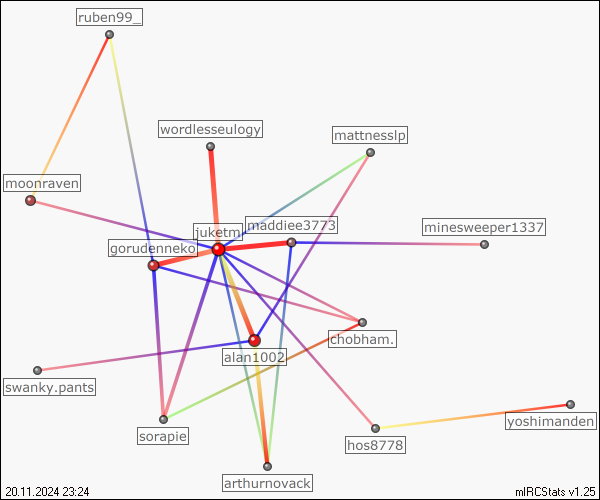 ruben99_
wordlesseulogy
mattnesslp
moonraven
juketm
maddiee3773
minesweeper1337
gorudenneko
chobham.
alan1002
swanky.pants
yoshimanden
sorapie
hos8778
arthurnovack
20.11.2024 23:24
mIRCStats v1.25